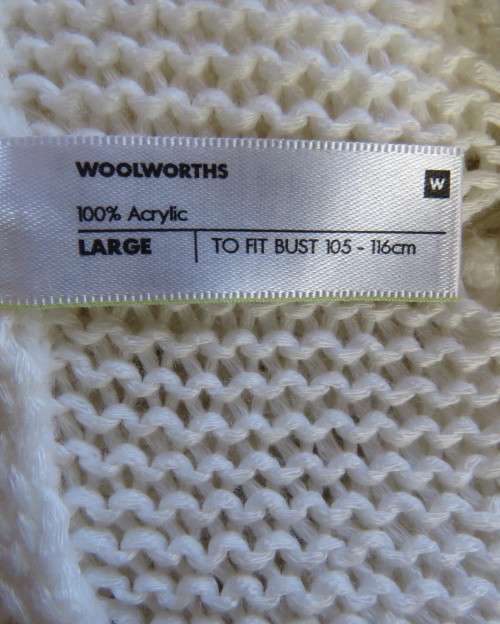 WOOLWORTHS
W
100% Acrylic
LARGE | TO FIT BUST 105 - 116cm